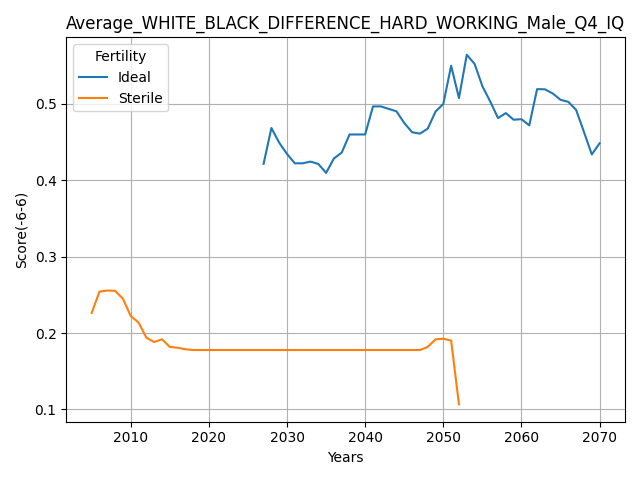 Average_WHITE_BLACK_DIFFERENCE_HARD_WORKING_Male_Q4_IQ
Fertility
Ideal
Sterile
Score(-6-6)
0.5
0.4
0.3
0.2
0.1
2010 2020 2030 2040 2050 2060 2070
Years